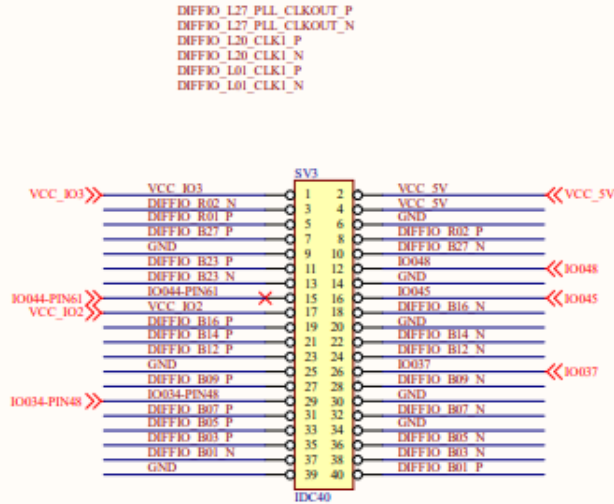 DIFFIO_L27_PLL_CLKOUT_P
DIFFIO_L27_PLL_CLKOUT_N
DIFFIO_L20_CLK1_P
DIFFIO_L20_CLK1_N
DIFFIO_L01_CLK1_P
DIFFIO_L01_CLK1_N
SV3
VCC_IO3 VCC_IO3 1 2 VCC_5V VCC_5V
DIFFIO_R02_N 3 4 VCC_5V
DIFFIO_R01_P 5 6 GND
DIFFIO_B27_P 7 8 DIFFIO_R02_P
GND 9 10 DIFFIO_B27_N
DIFFIO_B23_P 11 12 IO048 IO048
DIFFIO_B23_N 13 14 GND
IO044-PIN61 IO044-PIN61 15 16 IO045 IO045
VCC_IO2 VCC_IO2 17 18 DIFFIO_B16_N
DIFFIO_B16_P 19 20 GND
DIFFIO_B14_P 21 22 DIFFIO_B14_N
DIFFIO_B12_P 23 24 DIFFIO_B12_N
GND 25 26 IO037 IO037
DIFFIO_B09_P 27 28 DIFFIO_B09_N
IO034-PIN48 IO034-PIN48 29 30 GND
DIFFIO_B07_P 31 32 DIFFIO_B07_N
DIFFIO_B05_P 33 34 GND
DIFFIO_B03_P 35 36 DIFFIO_B05_N
DIFFIO_B01_N 37 38 DIFFIO_B03_N
GND 39 40 DIFFIO_B01_P
IDC40